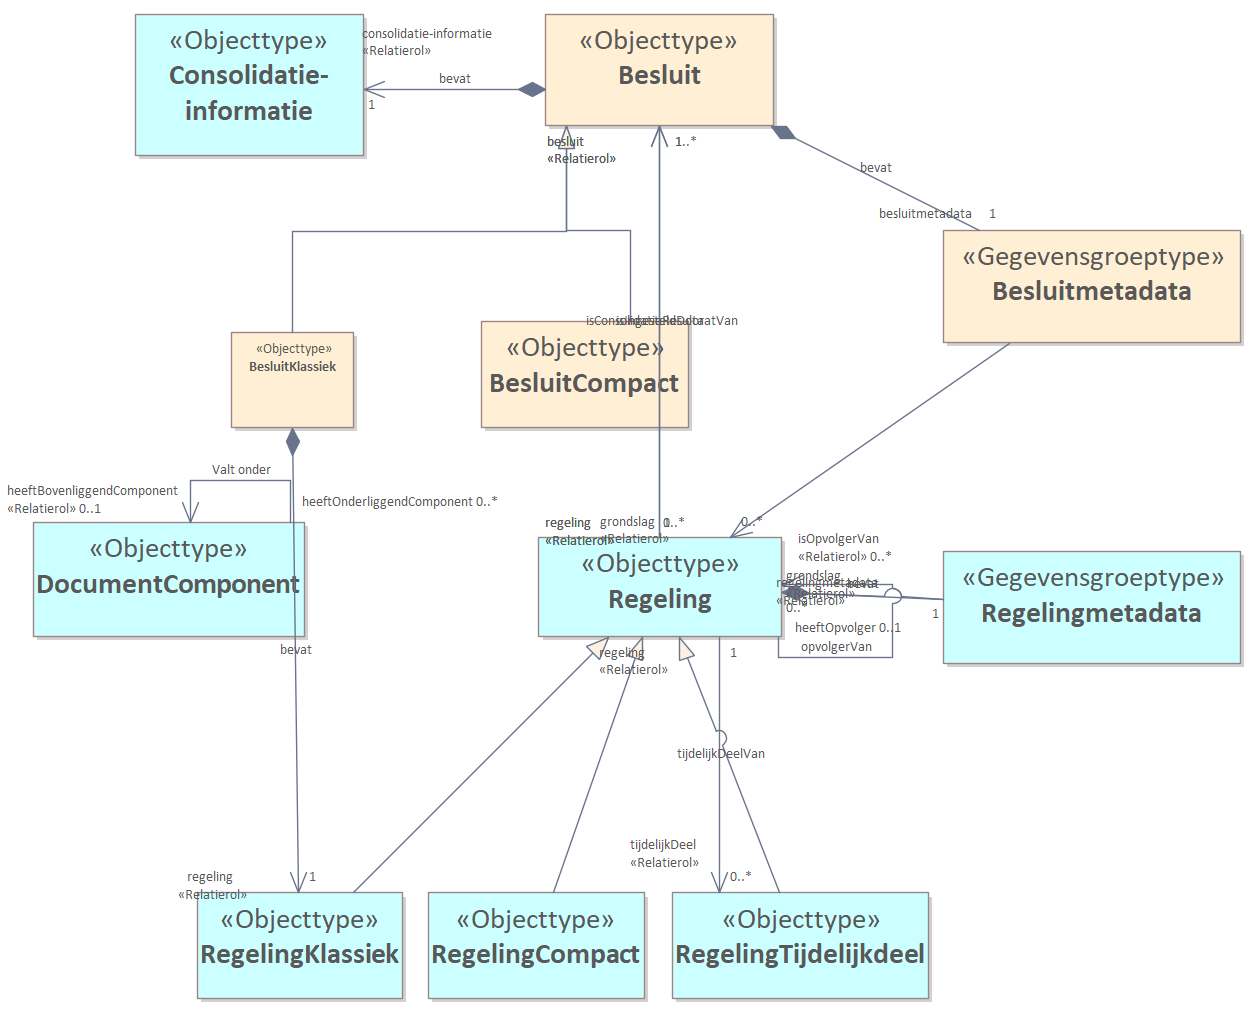 «Objecttype»
Consolidatie-
informatie
consolidatie-informatie
«Relatierol»
bevat
1
«Objecttype»
Besluit
besluit
«Relatierol»
1..*
bevat
besluitmetadata
1
«Gegevensgroeptype»
Besluitmetadata
«Objecttype»
BesluitKlassiek
«Objecttype»
BesluitCompact
Valt onder
heeftBovenliggendComponent
«Relatierol» 0..1
heeftOnderliggendComponent 0..*
«Objecttype»
DocumentComponent
bevat
regeling
«Relatierol»
grondslag
«Relatierol»
0..*
0..*
«Objecttype»
Regeling
isOpvolgerVan
«Relatierol» 0..*
grondslag
regelingmetadata
bevat
«Relatierol»
«Relatierol»
0..*
1
heeftOpvolger 0..1
opvolgerVan
«Gegevensgroeptype»
Regelingmetadata
regeling
«Relatierol»
1
tijdelijkDeelVan
tijdelijkDeel
«Relatierol»
0..*
regeling
«Relatierol»
1
«Objecttype»
RegelingKlassiek
«Objecttype»
RegelingCompact
«Objecttype»
RegelingTijdelijkdeel